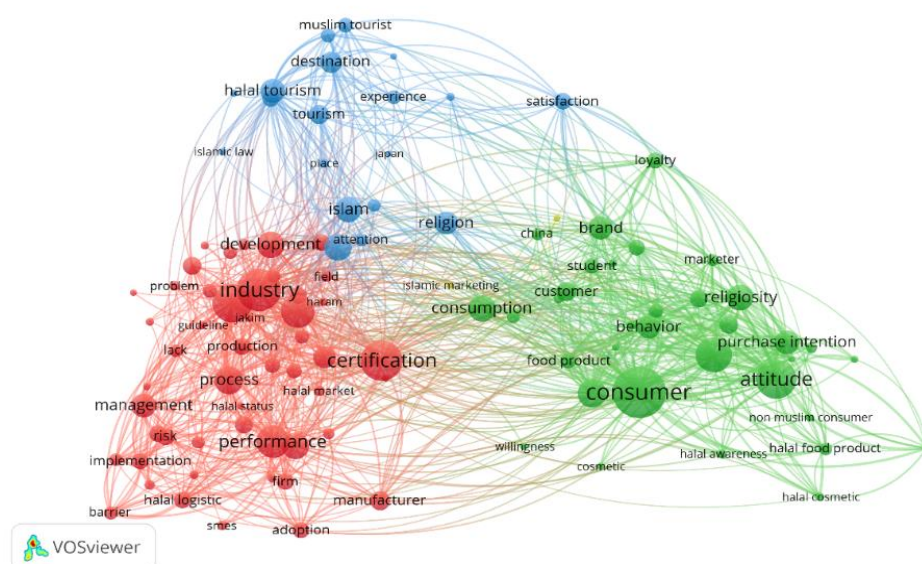 muslim tourist
destination
halal tourism
experience
satisfaction
tourism
islamic law
place
japan
loyalty
islam
religion
brand
china
development
attention
marketer
student
problem
field
islamic marketing
customer
religiosity
industry
haram
consumption
guideline
jakim
behavior
lack
production
purchase intention
certification
food product
process
halal market
consumer
attitude
management
halal status
non muslim consumer
risk
performance
willingness
halal awareness
halal food product
implementation
firm
cosmetic
halal logistic
manufacturer
halal cosmetic
barrier
smes
adoption
VOSviewer